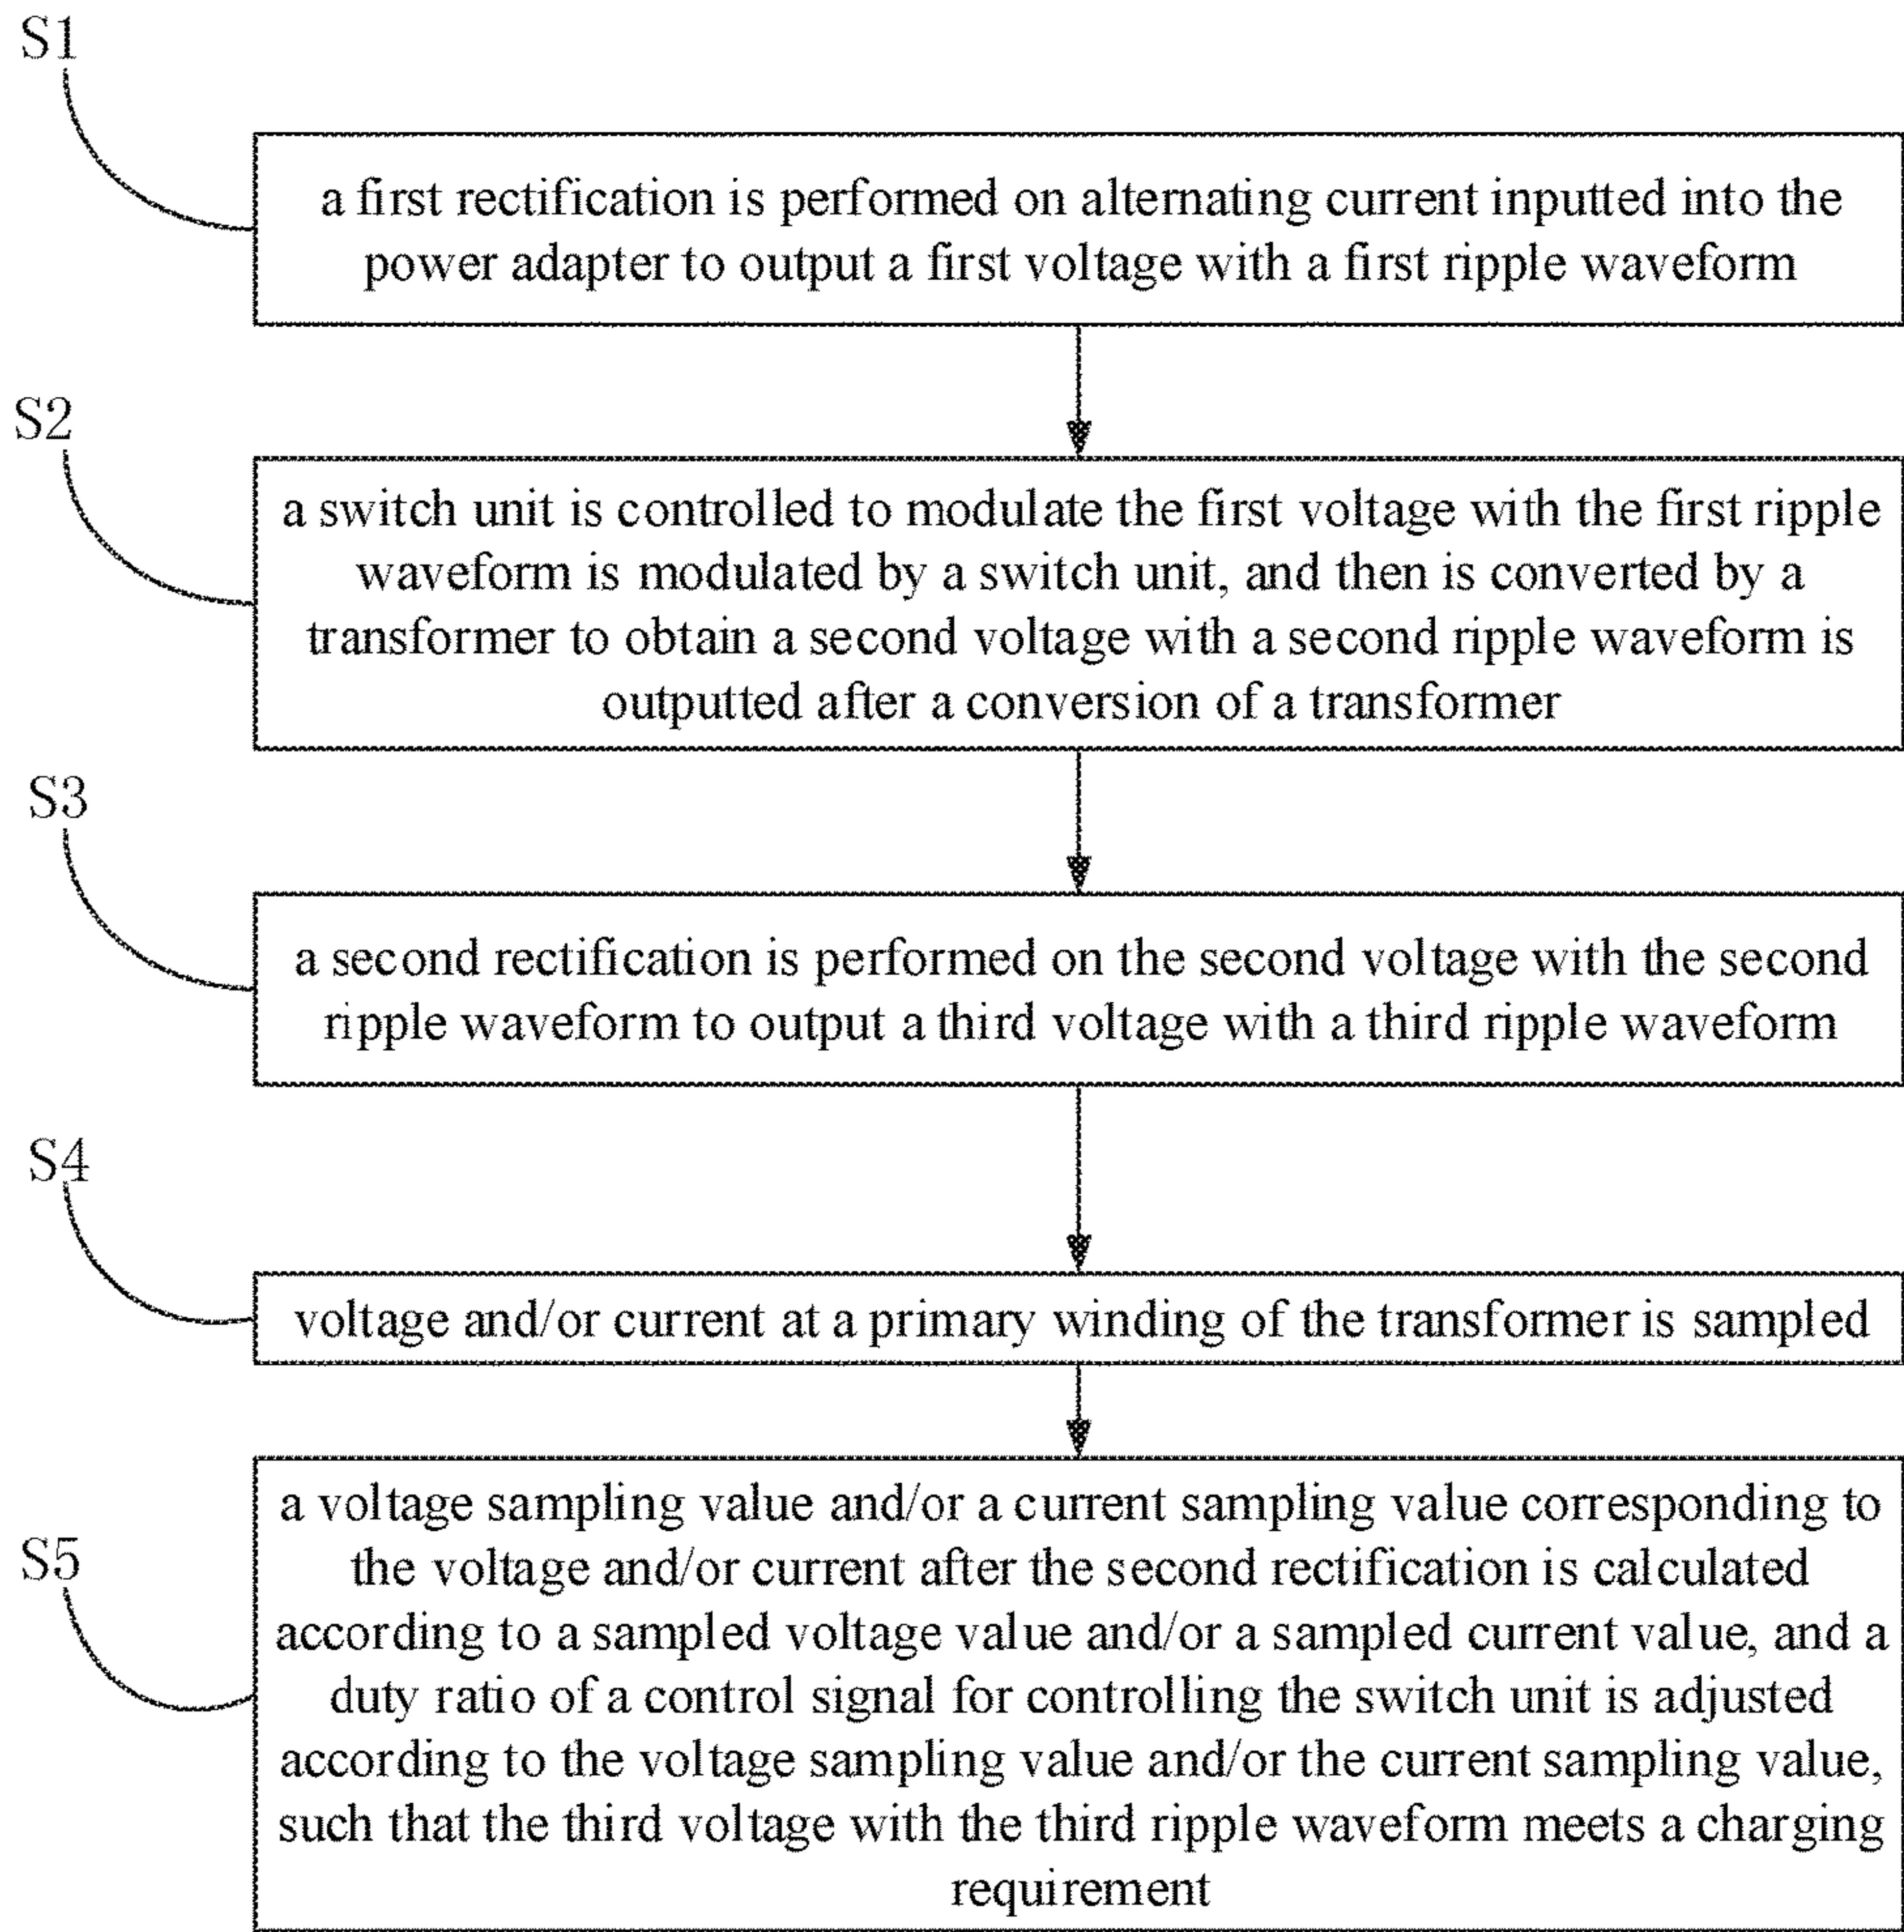 S1
a first rectification is performed on alternating current inputted into the
power adapter to output a first voltage with a first ripple waveform
S2
a switch unit is controlled to modulate the first voltage with the first ripple
waveform is modulated by a switch unit, and then is converted by a
transformer to obtain a second voltage with a second ripple waveform is
outputted after a conversion of a transformer
S3
a second rectification is performed on the second voltage with the second
ripple waveform to output a third voltage with a third ripple waveform
S4
voltage and/or current at a primary winding of the transformer is sampled
S5
a voltage sampling value and/or a current sampling value corresponding to
the voltage and/or current after the second rectification is calculated
according to a sampled voltage value and/or a sampled current value, and a
duty ratio of a control signal for controlling the switch unit is adjusted
according to the voltage sampling value and/or the current sampling value,
such that the third voltage with the third ripple waveform meets a charging
requirement